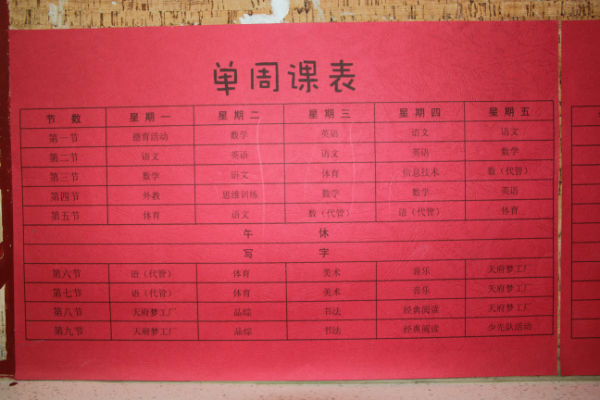 单周课表
节 数 星 期 一 星 期 二 星 期 三 星 期 四 星 期 五
第一节 德育活动 数学 英语 语文 语文
第二节 语文 英语 语文 英语 数学
第三节 数学 语文 体育 信息技术 数（代管）
第四节 外教 思维训练 数学 数学 英语
第五节 体育 语文 数（代管） 语（代管） 体育
午 休
写 字
第六节 语（代管） 体育 美术 音乐 天府梦工厂
第七节 语（代管） 体育 美术 音乐 天府梦工厂
第八节 天府梦工厂 品综 书法 经典阅读 天府梦工厂
第九节 天府梦工厂 品综 书法 经典阅读 少先队活动